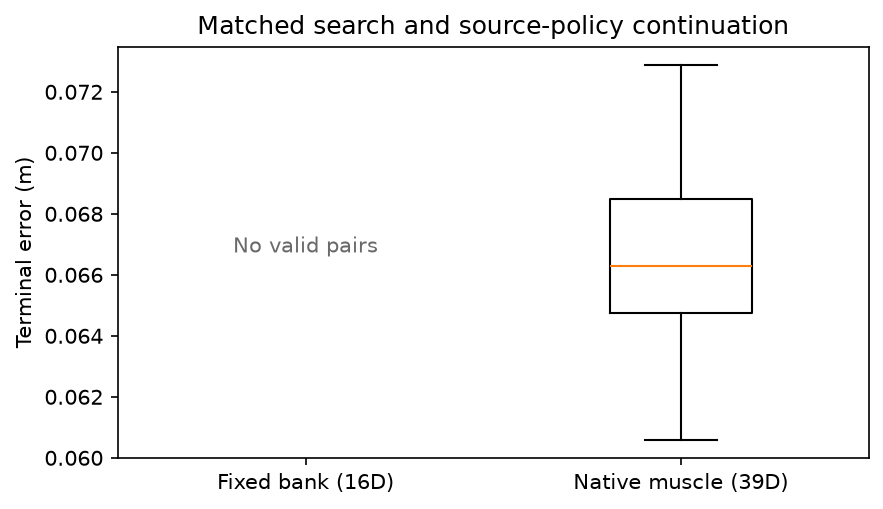 Matched search and source-policy continuation
Terminal error (m)
0.072
0.070
0.068
0.066
0.064
0.062
0.060
No valid pairs
Fixed bank (16D)
Native muscle (39D)